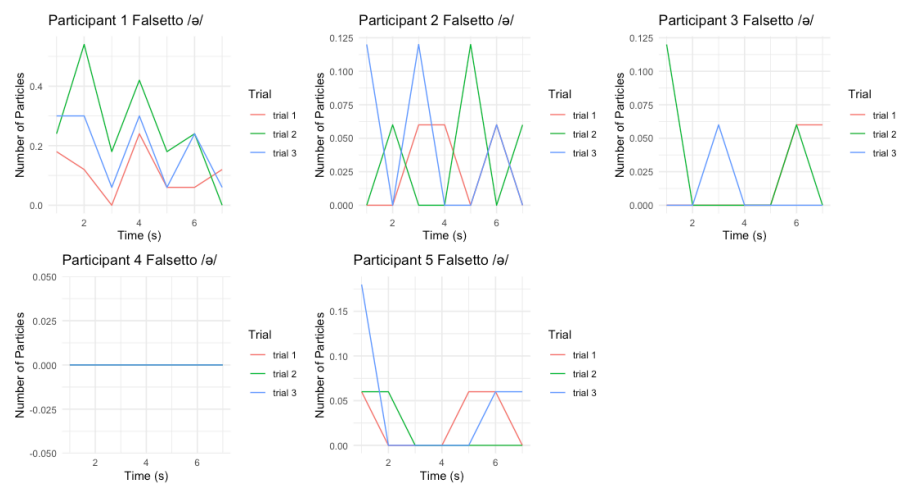 Participant 1 Falsetto /ə/
Number of Particles
0.4
0.2
0.0
2 4 6
Time (s)
Trial
trial 1
trial 2
trial 3
Participant 2 Falsetto /ə/
Number of Particles
0.125
0.100
0.075
0.050
0.025
0.000
2 4 6
Time (s)
Trial
trial 1
trial 2
trial 3
Participant 3 Falsetto /ə/
Number of Particles
0.125
0.100
0.075
0.050
0.025
0.000
2 4 6
Time (s)
Trial
trial 1
trial 2
trial 3
Participant 4 Falsetto /ə/
Number of Particles
0.050
0.025
0.000
-0.025
-0.050
2 4 6
Time (s)
Trial
trial 1
trial 2
trial 3
Participant 5 Falsetto /ə/
Number of Particles
0.15
0.10
0.05
0.00
2 4 6
Time (s)
Trial
trial 1
trial 2
trial 3